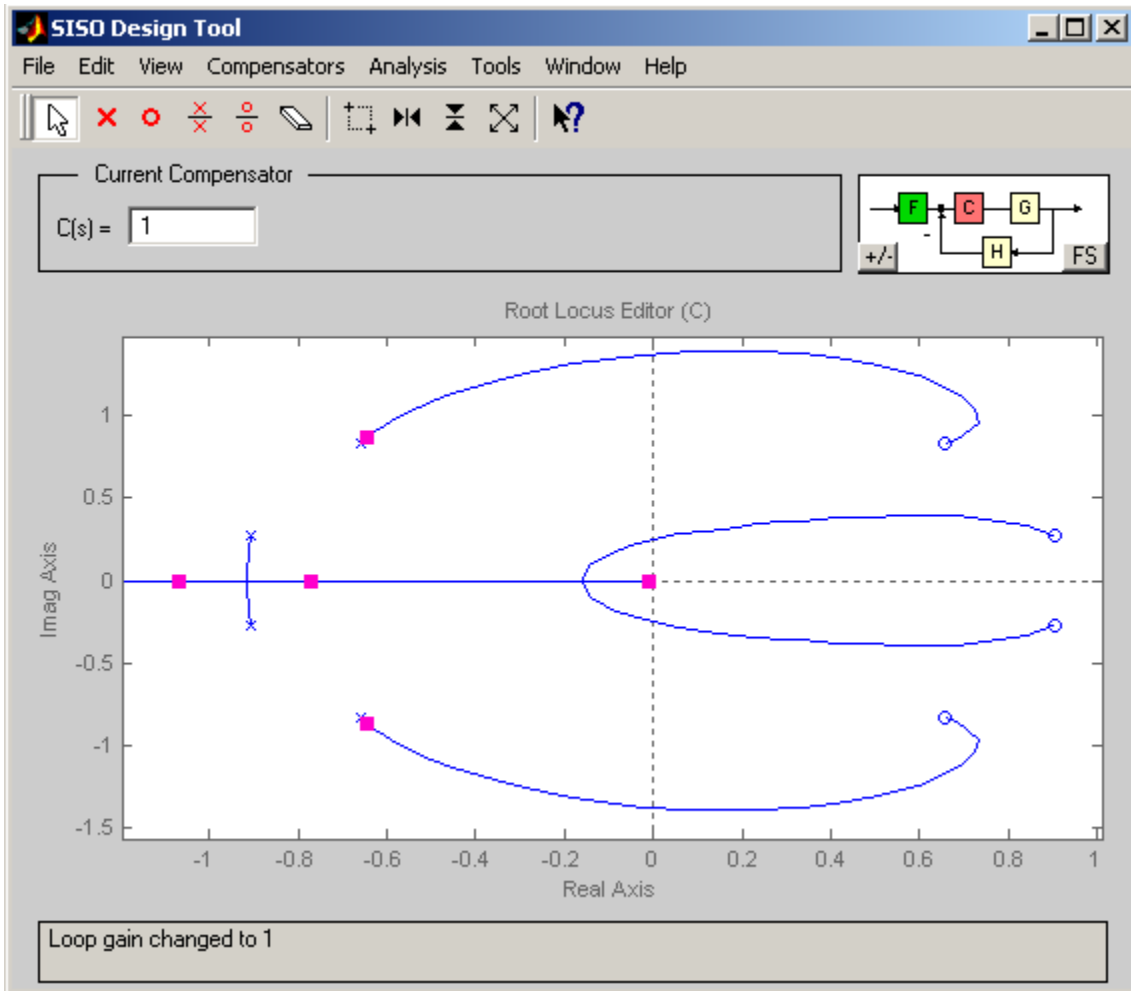 SISO Design Tool
File Edit View Compensators Analysis Tools Window Help
Current Compensator
C(s) = 1
F C G
-
H
+/- FS
Root Locus Editor (C)
1
0.5
0
-0.5
-1
-1.5
Imag Axis
-1 -0.8 -0.6 -0.4 -0.2 0 0.2 0.4 0.6 0.8 1
Real Axis
Loop gain changed to 1